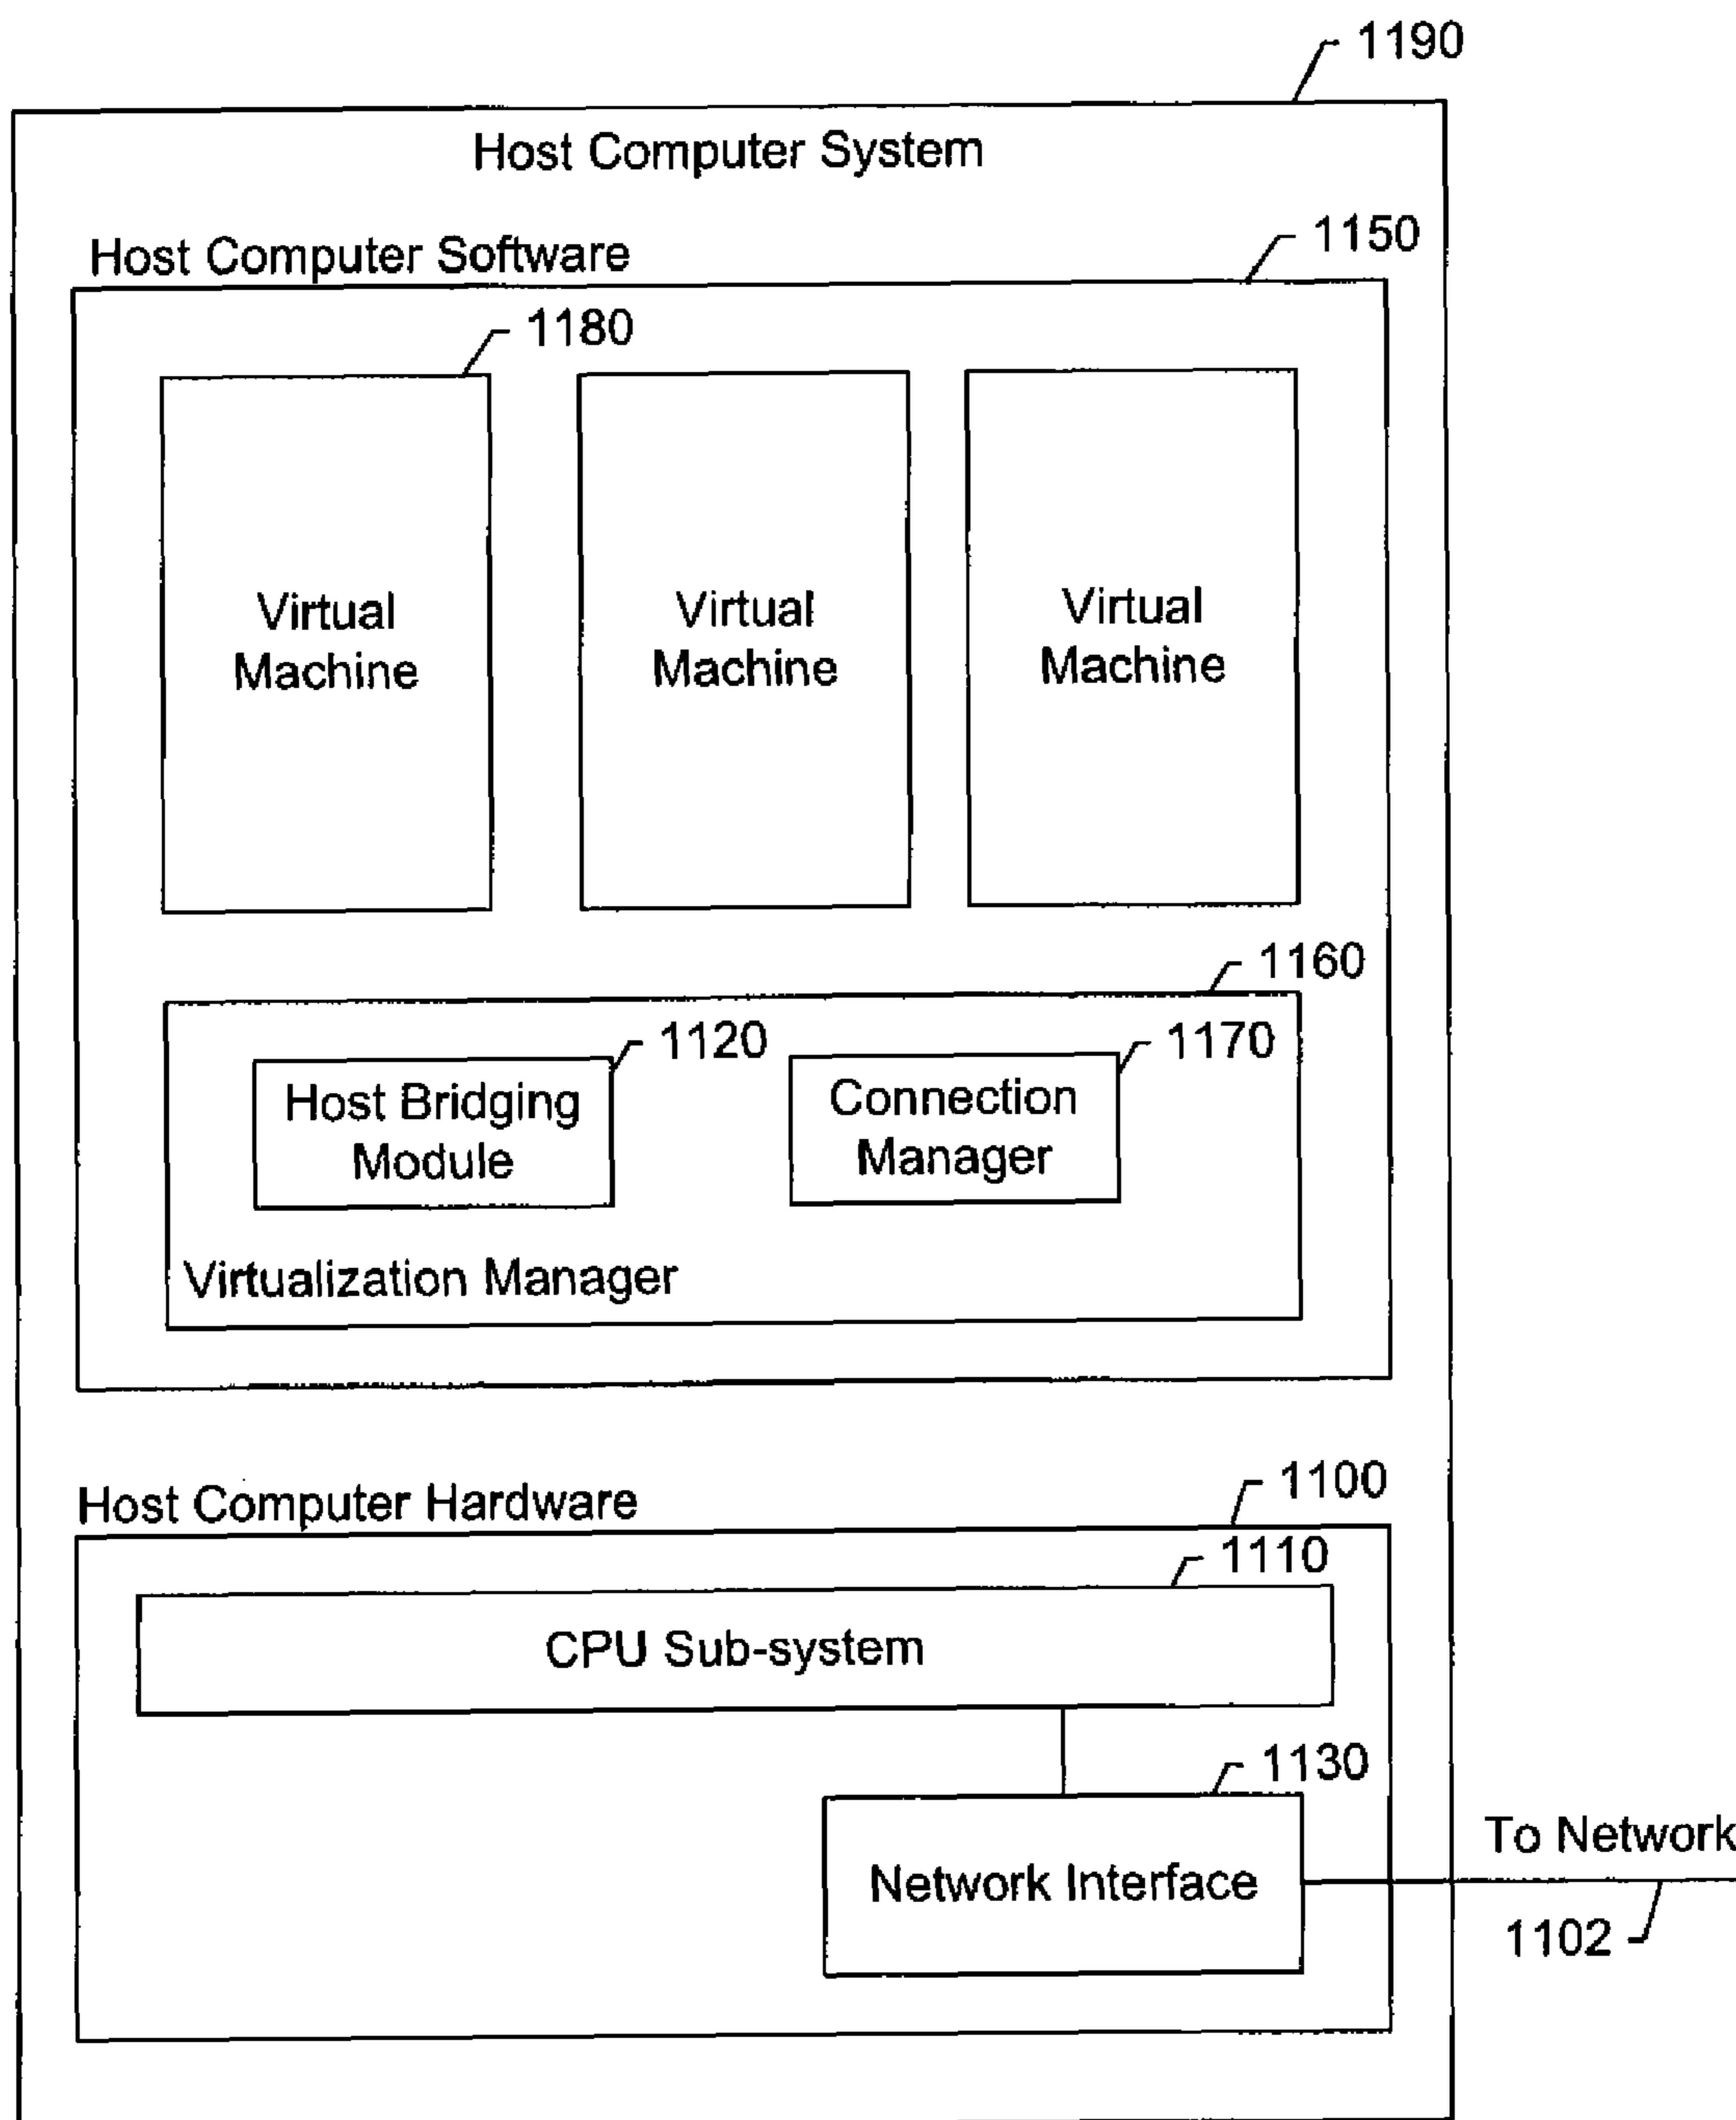 1190
Host Computer System
Host Computer Software
1150
1180
Virtual
Machine
Virtual
Machine
Virtual
Machine
1160
1120
1170
Host Bridging
Module
Connection
Manager
Virtualization Manager
Host Computer Hardware
1100
1110
CPU Sub-system
1130
Network Interface
To Network
1102